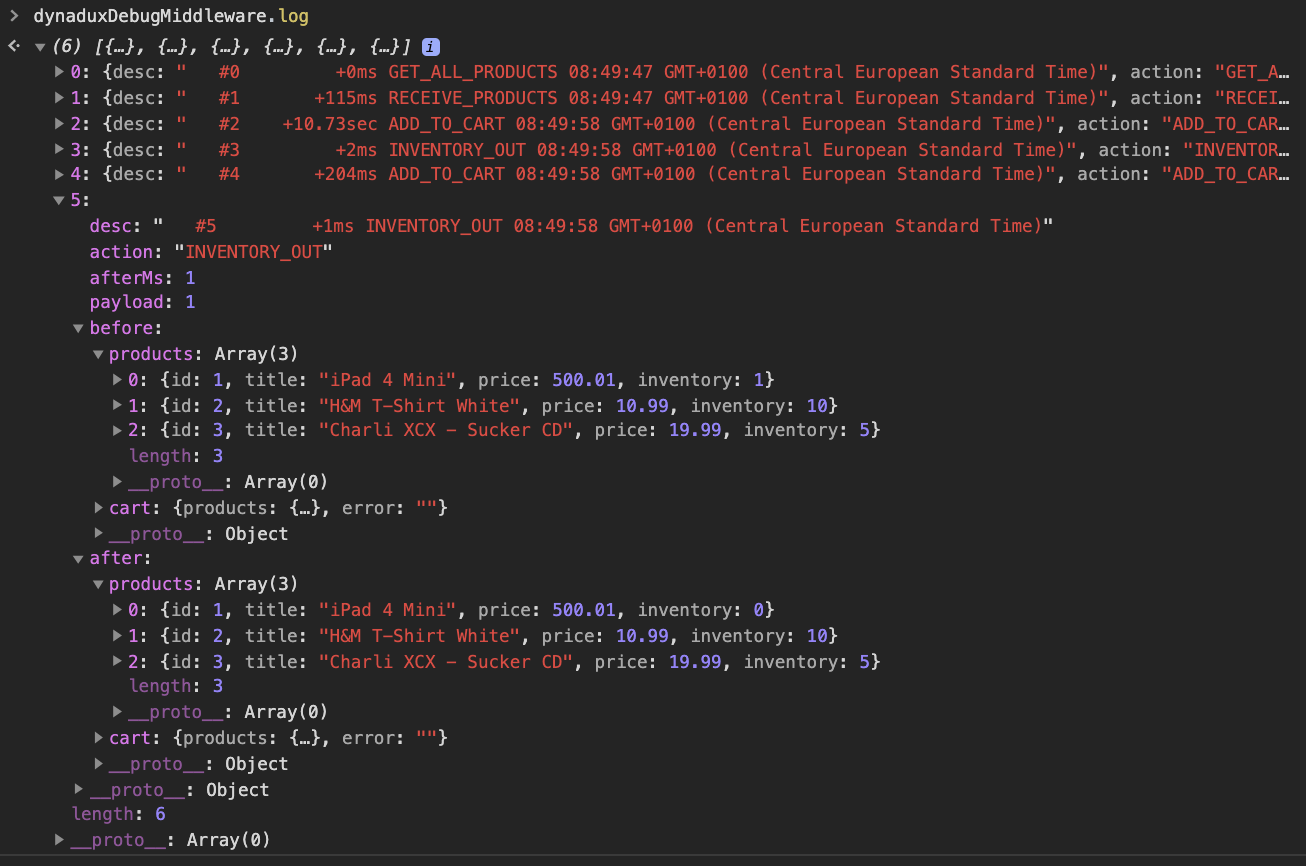 > dynaduxDebugMiddleware.log
(6) [{…}, {…}, {…}, {…}, {…}, {…}] i
0: {desc: "   #0         +0ms GET_ALL_PRODUCTS 08:49:47 GMT+0100 (Central European Standard Time)", action: "GET_A…
1: {desc: "   #1       +115ms RECEIVE_PRODUCTS 08:49:47 GMT+0100 (Central European Standard Time)", action: "RECEI…
2: {desc: "   #2    +10.73sec ADD_TO_CART 08:49:58 GMT+0100 (Central European Standard Time)", action: "ADD_TO_CAR…
3: {desc: "   #3         +2ms INVENTORY_OUT 08:49:58 GMT+0100 (Central European Standard Time)", action: "INVENTOR…
4: {desc: "   #4       +204ms ADD_TO_CART 08:49:58 GMT+0100 (Central European Standard Time)", action: "ADD_TO_CAR…
5:
desc: "   #5         +1ms INVENTORY_OUT 08:49:58 GMT+0100 (Central European Standard Time)"
action: "INVENTORY_OUT"
afterMs: 1
payload: 1
before:
products: Array(3)
0: {id: 1, title: "iPad 4 Mini", price: 500.01, inventory: 1}
1: {id: 2, title: "H&M T-Shirt White", price: 10.99, inventory: 10}
2: {id: 3, title: "Charli XCX - Sucker CD", price: 19.99, inventory: 5}
length: 3
__proto__: Array(0)
cart: {products: {…}, error: ""}
__proto__: Object
after:
products: Array(3)
0: {id: 1, title: "iPad 4 Mini", price: 500.01, inventory: 0}
1: {id: 2, title: "H&M T-Shirt White", price: 10.99, inventory: 10}
2: {id: 3, title: "Charli XCX - Sucker CD", price: 19.99, inventory: 5}
length: 3
__proto__: Array(0)
cart: {products: {…}, error: ""}
__proto__: Object
__proto__: Object
length: 6
__proto__: Array(0)